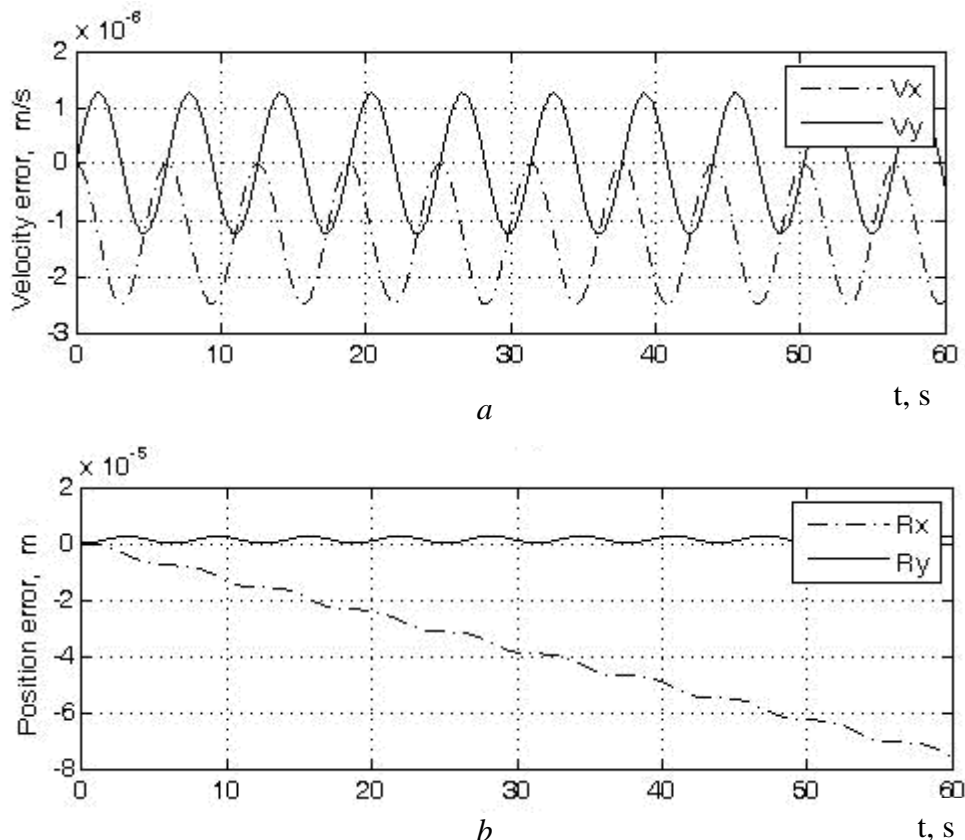 × 10-6
2
1
0
-1
-2
-3
Velocity error, m/s
Vx
Vy
0 10 20 30 40 50 60
t, s
a
× 10-5
2
0
-2
-4
-6
-8
Position error, m
Rx
Ry
0 10 20 30 40 50 60
t, s
b